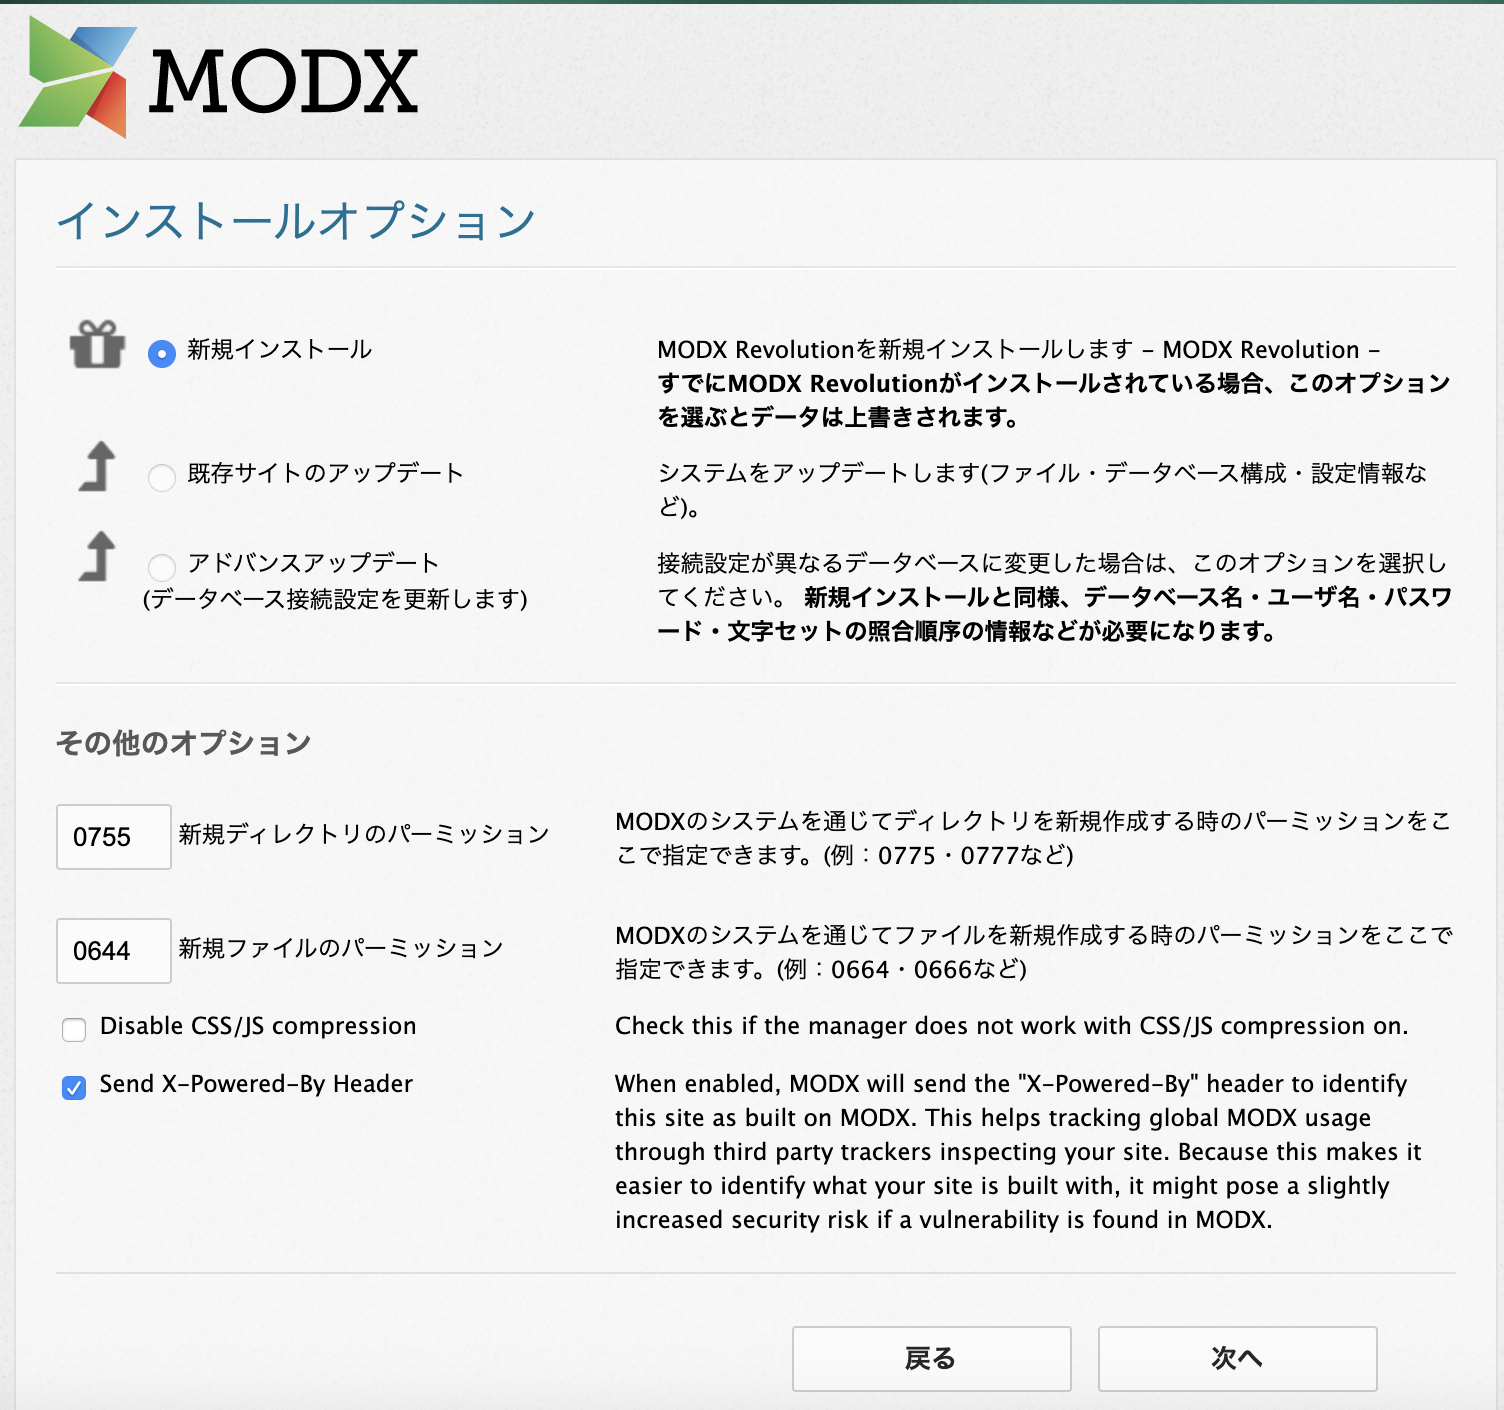 MODX
インストールオプション
新規インストール
MODX Revolutionを新規インストールします – MODX Revolution –
すでにMODX Revolutionがインストールされている場合、このオプション
を選ぶとデータは上書きされます。
既存サイトのアップデート
システムをアップデートします(ファイル・データベース構成・設定情報な
ど)。
アドバンスアップデート
(データベース接続設定を更新します)
接続設定が異なるデータベースに変更した場合は、このオプションを選択し
てください。 新規インストールと同様、データベース名・ユーザ名・パスワ
ード・文字セットの照合順序の情報などが必要になります。
その他のオプション
0755 新規ディレクトリのパーミッション
MODXのシステムを通じてディレクトリを新規作成する時のパーミッションをこ
こで指定できます。(例：0775・0777など)
0644 新規ファイルのパーミッション
MODXのシステムを通じてファイルを新規作成する時のパーミッションをここで
指定できます。(例：0664・0666など)
Disable CSS/JS compression
Check this if the manager does not work with CSS/JS compression on.
Send X-Powered-By Header
When enabled, MODX will send the "X-Powered-By" header to identify
this site as built on MODX. This helps tracking global MODX usage
through third party trackers inspecting your site. Because this makes it
easier to identify what your site is built with, it might pose a slightly
increased security risk if a vulnerability is found in MODX.
戻る
次へ